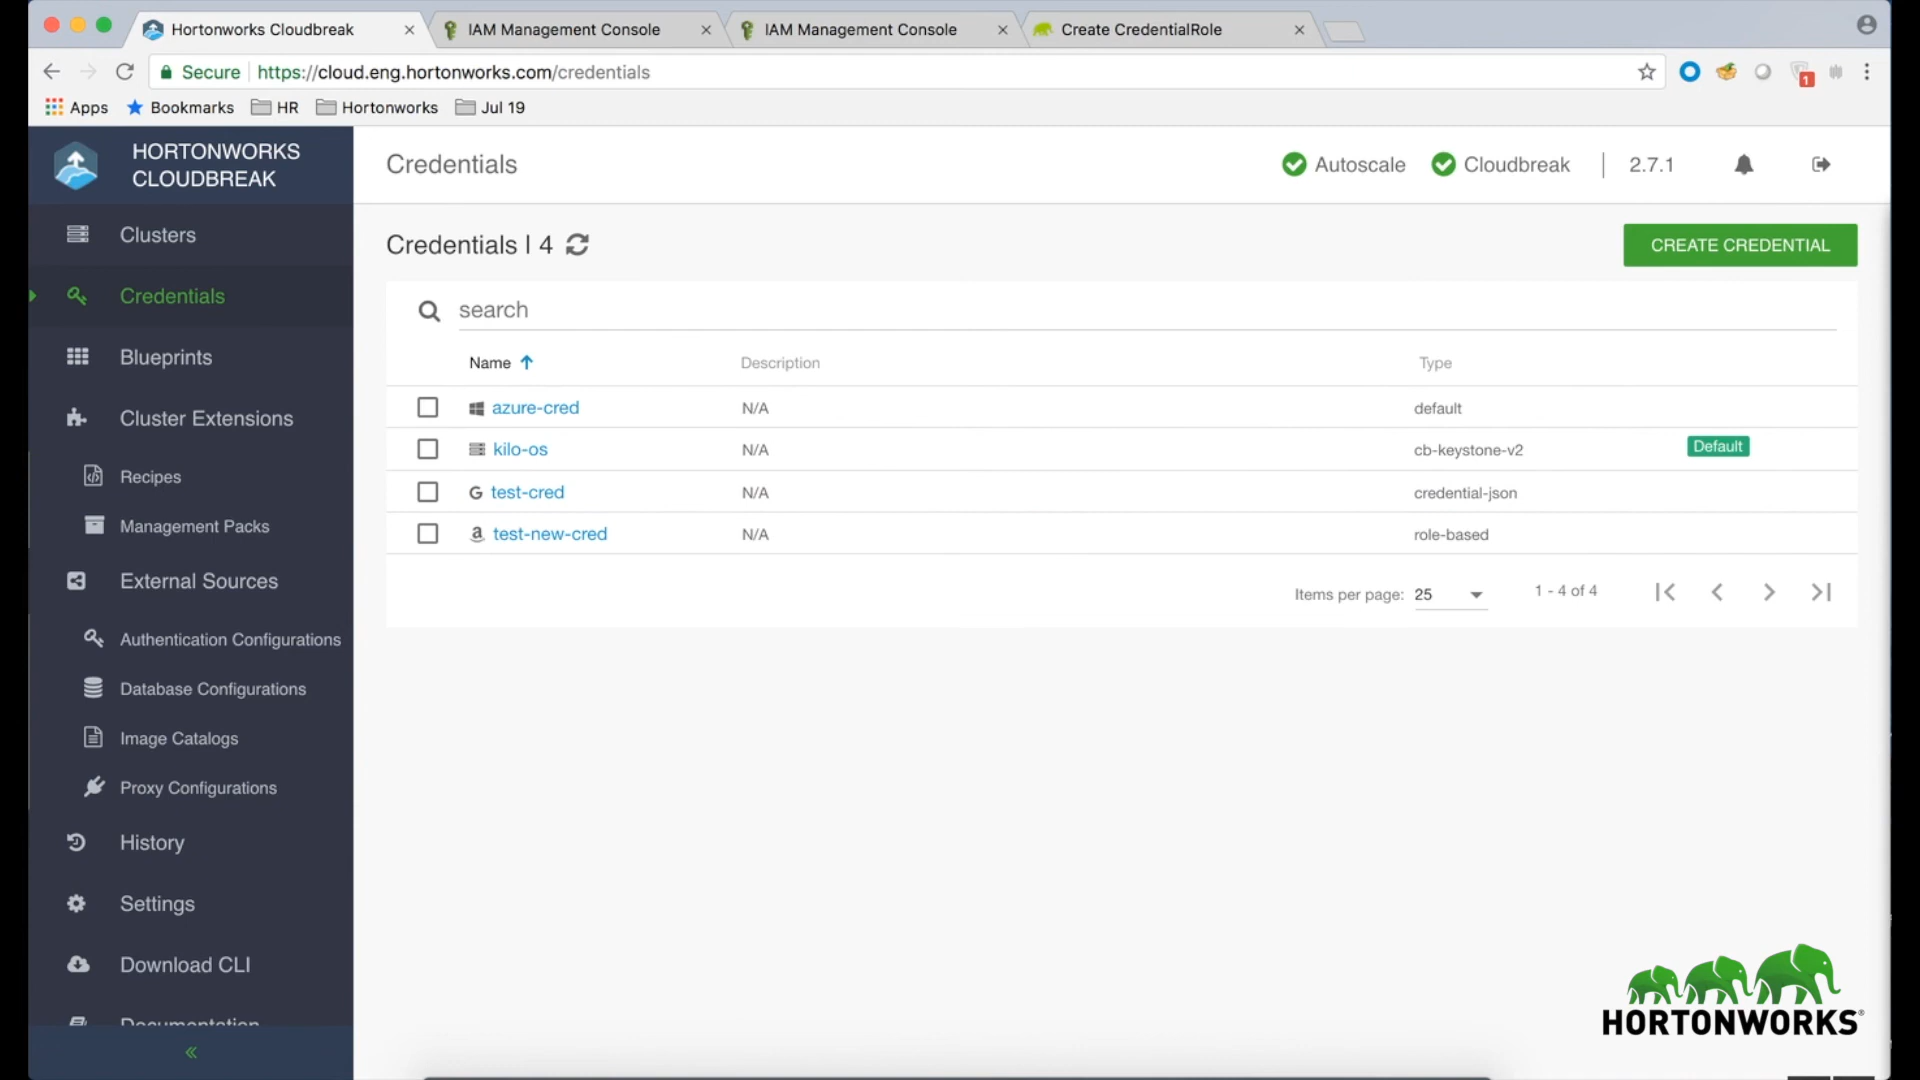 Hortonworks Cloudbreak
IAM Management Console
IAM Management Console
Create CredentialRole
Secure
https://cloud.eng.hortonworks.com/credentials
1
Apps
Bookmarks
HR
Hortonworks
Jul 19
HORTONWORKS
CLOUDBREAK
Clusters
Credentials
Blueprints
Cluster Extensions
Recipes
Management Packs
External Sources
Authentication Configurations
Database Configurations
Image Catalogs
Proxy Configurations
History
Settings
Download CLI
Documentation
«
Credentials
Autoscale
Cloudbreak
2.7.1
Credentials | 4
CREATE CREDENTIAL
search
Name Description Type
azure-cred N/A default
kilo-os N/A cb-keystone-v2 Default
test-cred N/A credential-json
test-new-cred N/A role-based
Items per page: 25 1 - 4 of 4
HORTONWORKS®